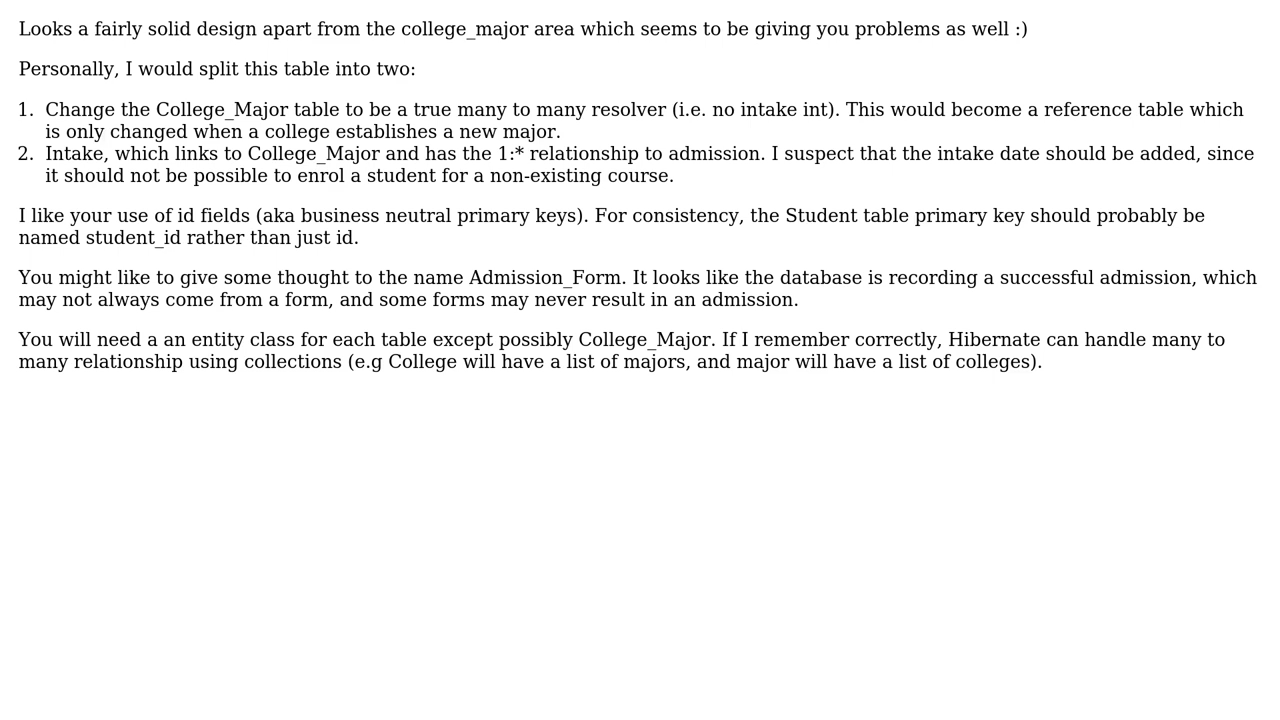 Looks a fairly solid design apart from the college_major area which seems to be giving you problems as well :)
Personally, I would split this table into two:
1. Change the College_Major table to be a true many to many resolver (i.e. no intake int). This would become a reference table which
is only changed when a college establishes a new major.
2. Intake, which links to College_Major and has the 1:* relationship to admission. I suspect that the intake date should be added, since
it should not be possible to enrol a student for a non-existing course.
I like your use of id fields (aka business neutral primary keys). For consistency, the Student table primary key should probably be
named student_id rather than just id.
You might like to give some thought to the name Admission_Form. It looks like the database is recording a successful admission, which
may not always come from a form, and some forms may never result in an admission.
You will need a an entity class for each table except possibly College_Major. If I remember correctly, Hibernate can handle many to
many relationship using collections (e.g College will have a list of majors, and major will have a list of colleges).